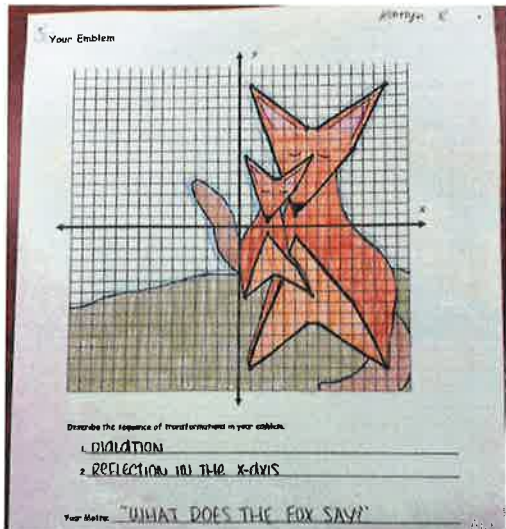 Your Emblem
y
x
Describe the sequence of transformations in your emblem.
1. DIALATION
2. REFLECTION IN THE X-AXIS
Your Motto: "WHAT DOES THE FOX SAY?"